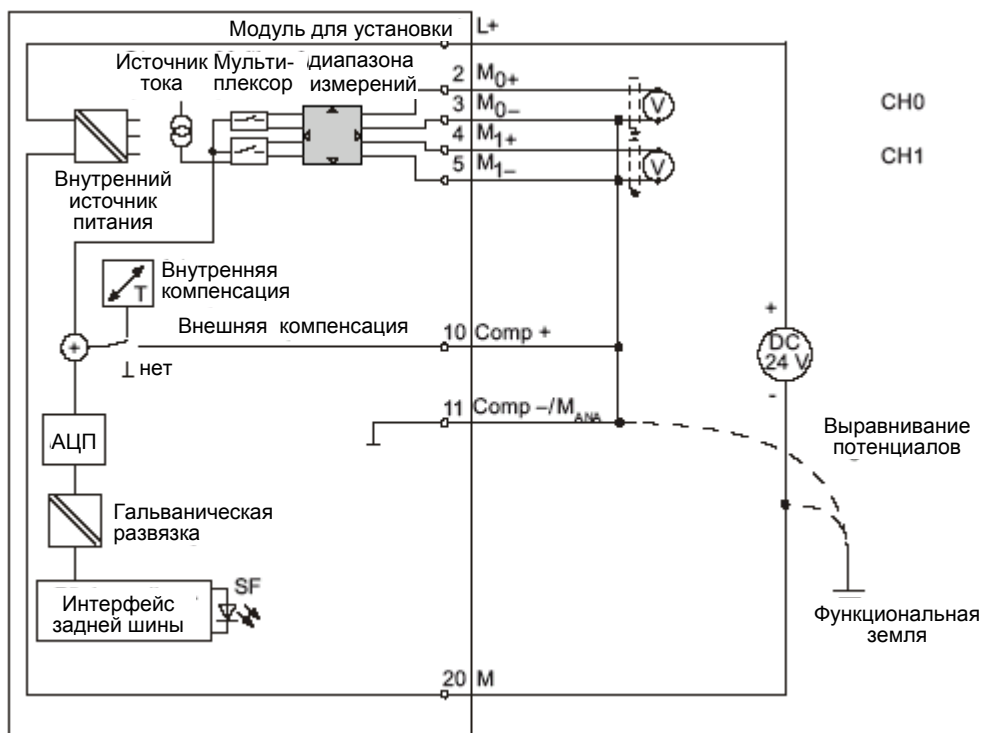 Модуль для установки
L+
Источник Мульти- диапазона
тока плексор измерений
2 M0+
3 M0–
4 M1+
5 M1–
V
V
CH0
CH1
Внутренний
источник
питания
T
Внутренняя
компенсация
Внешняя компенсация
10 Comp +
+
нет
+
DC
24 V
-
11 Comp –/MANA
АЦП
Выравнивание
потенциалов
Гальваническая
развязка
SF
Интерфейс
задней шины
Функциональная
земля
20 M